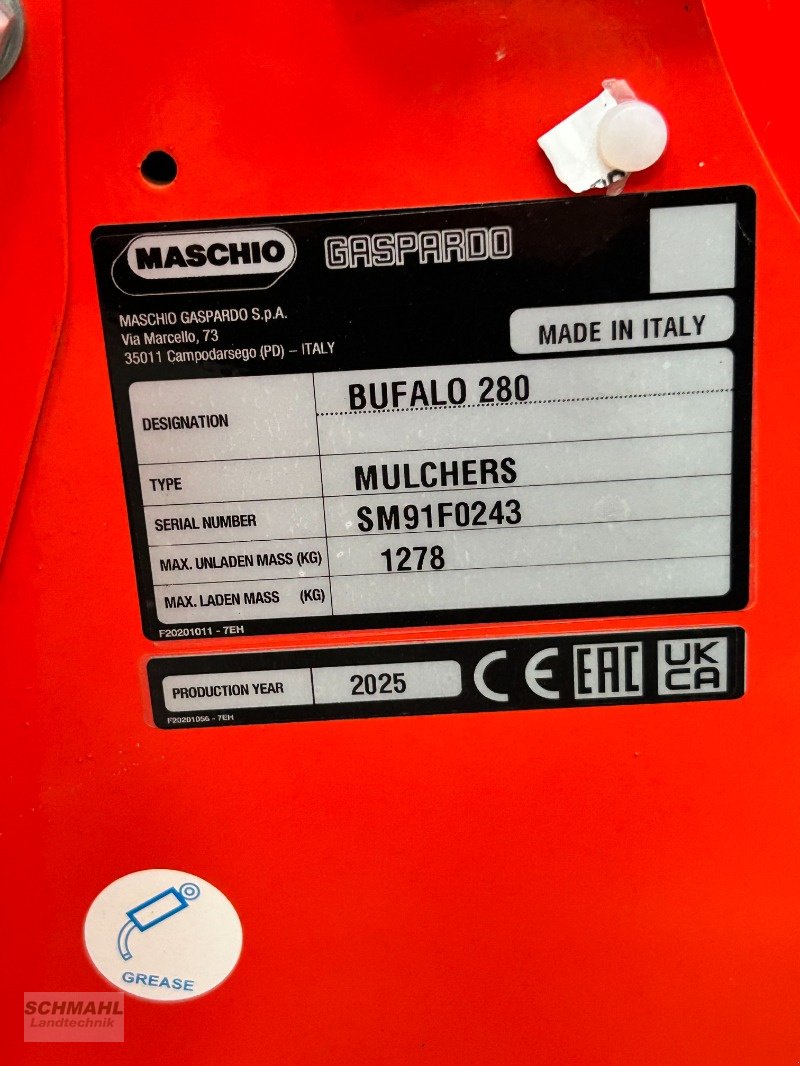 MASCHIO GASPARDO
MASCHIO GASPARDO S.p.A.
Via Marcello, 73
35011 Campodarsego (PD) – ITALY
MADE IN ITALY
DESIGNATION BUFALO 280
TYPE MULCHERS
SERIAL NUMBER SM91F0243
MAX. UNLADEN MASS (KG) 1278
MAX. LADEN MASS (KG)
F20201011 - 7EH
PRODUCTION YEAR 2025 CE EAC UK CA
F20201056 - 7EH
GREASE
SCHMAHL
Landtechnik